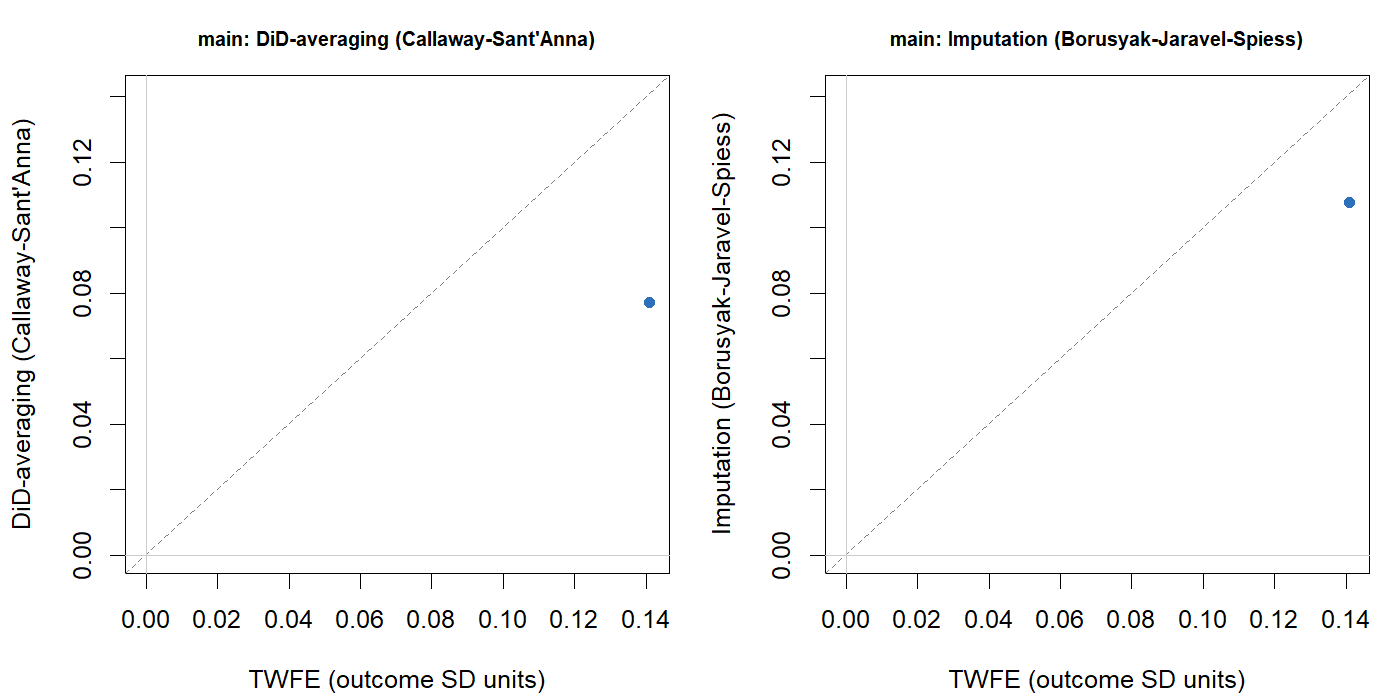 main: DiD-averaging (Callaway-Sant'Anna)
DiD-averaging (Callaway-Sant'Anna)
0.12
0.08
0.04
0.00
0.00 0.02 0.04 0.06 0.08 0.10 0.12 0.14
TWFE (outcome SD units)
main: Imputation (Borusyak-Jaravel-Spiess)
Imputation (Borusyak-Jaravel-Spiess)
0.12
0.08
0.04
0.00
0.00 0.02 0.04 0.06 0.08 0.10 0.12 0.14
TWFE (outcome SD units)